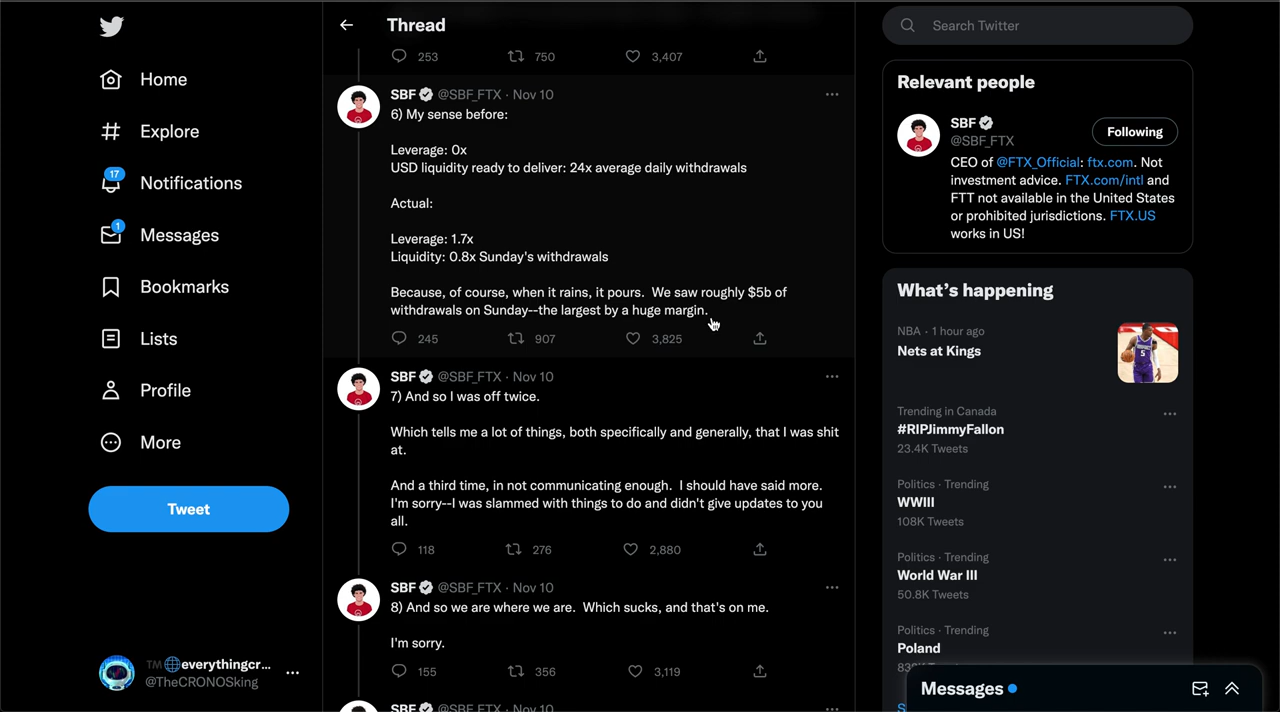 Home
Explore
17
Notifications
1
Messages
Bookmarks
Lists
Profile
More
Tweet
TM everythingcr...
@TheCRONOSking
Thread
253 750 3,407
SBF @SBF_FTX · Nov 10
6) My sense before:
Leverage: 0x
USD liquidity ready to deliver: 24x average daily withdrawals
Actual:
Leverage: 1.7x
Liquidity: 0.8x Sunday's withdrawals
Because, of course, when it rains, it pours.  We saw roughly $5b of
withdrawals on Sunday--the largest by a huge margin.
245 907 3,825
SBF @SBF_FTX · Nov 10
7) And so I was off twice.
Which tells me a lot of things, both specifically and generally, that I was shit
at.
And a third time, in not communicating enough.  I should have said more.
I'm sorry--I was slammed with things to do and didn't give updates to you
all.
118 276 2,880
SBF @SBF_FTX · Nov 10
8) And so we are where we are.  Which sucks, and that's on me.
I'm sorry.
155 356 3,119
SBF @SBF_FTX · Nov 10
Search Twitter
Relevant people
SBF
@SBF_FTX
Following
CEO of @FTX_Official: ftx.com. Not
investment advice. FTX.com/intl and
FTT not available in the United States
or prohibited jurisdictions. FTX.US
works in US!
What's happening
NBA · 1 hour ago
Nets at Kings
Trending in Canada
#RIPJimmyFallon
23.4K Tweets
Politics · Trending
WWIII
108K Tweets
Politics · Trending
World War III
50.8K Tweets
Politics · Trending
Poland
Messages